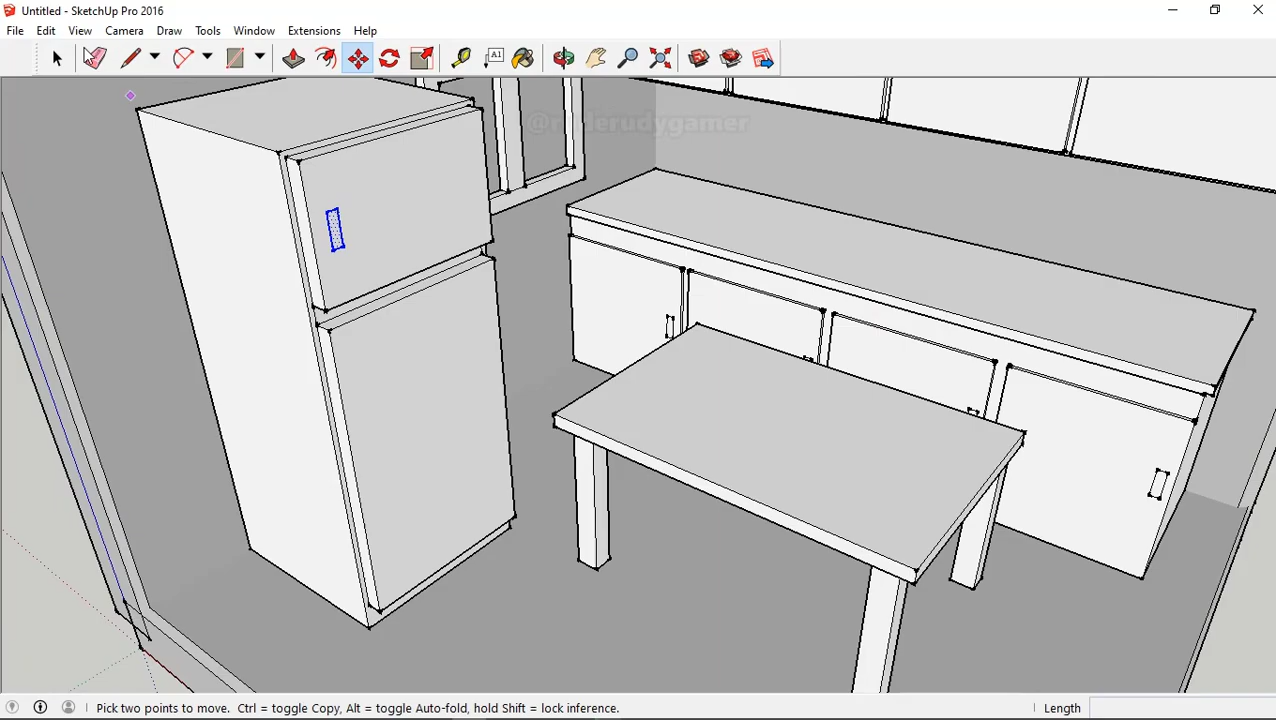 Untitled - SketchUp Pro 2016
File Edit View Camera Draw Tools Window Extensions Help
A1
Pick two points to move. Ctrl = toggle Copy, Alt = toggle Auto-fold, hold Shift = lock inference.
Length